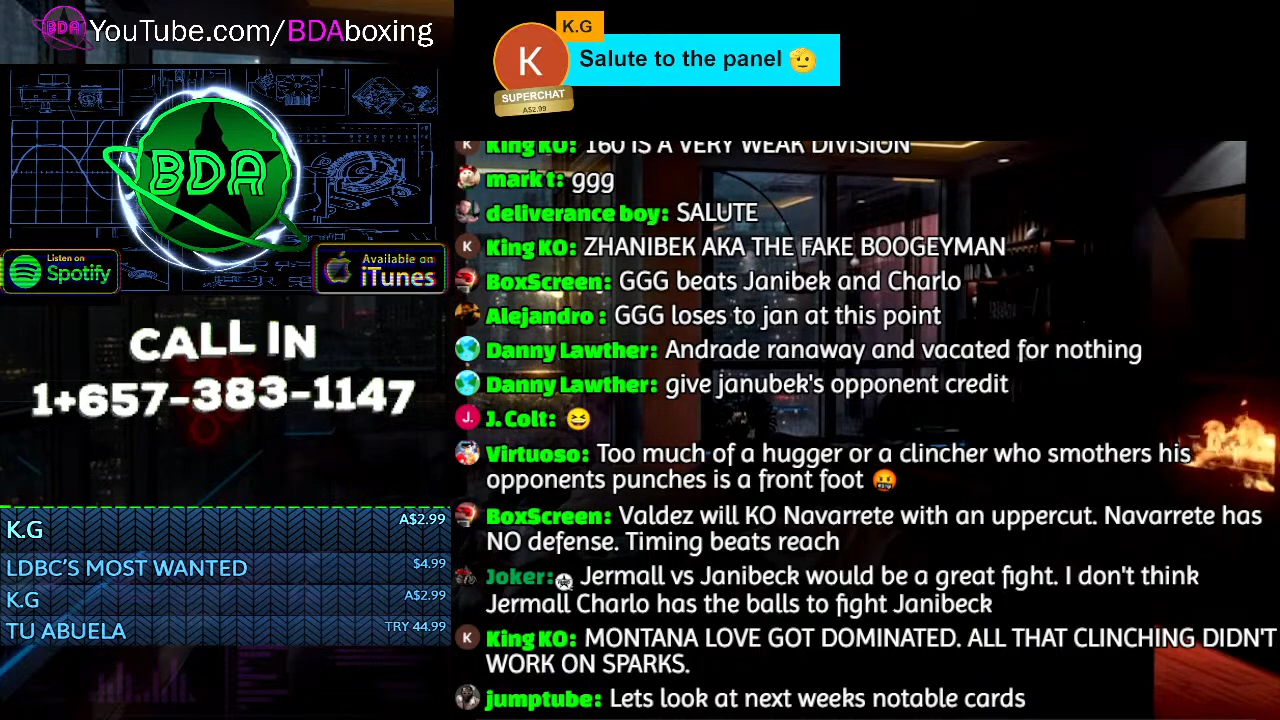 BDA
YouTube.com/BDAboxing
BDA
Listen on
Spotify
Available on
iTunes
CALL IN
1+657-383-1147
K.G
A$2.99
LDBC'S MOST WANTED
$4.99
K.G
A$2.99
TU ABUELA
TRY 44.99
K.G
K
Salute to the panel 🫡
SUPERCHAT
A$2.99
K
King KO: 160 IS A VERY WEAK DIVISION
mark t: ggg
deliverance boy: SALUTE
K
King KO: ZHANIBEK AKA THE FAKE BOOGEYMAN
BoxScreen: GGG beats Janibek and Charlo
Alejandro : GGG loses to jan at this point
Danny Lawther: Andrade ranaway and vacated for nothing
Danny Lawther: give janubek's opponent credit
J.
J. Colt: 😆
Virtuoso: Too much of a hugger or a clincher who smothers his
opponents punches is a front foot 🤬
BoxScreen: Valdez will KO Navarrete with an uppercut. Navarrete has
NO defense. Timing beats reach
Joker: Jermall vs Janibeck would be a great fight. I don't think
Jermall Charlo has the balls to fight Janibeck
K
King KO: MONTANA LOVE GOT DOMINATED. ALL THAT CLINCHING DIDN'T
WORK ON SPARKS.
jumptube: Lets look at next weeks notable cards